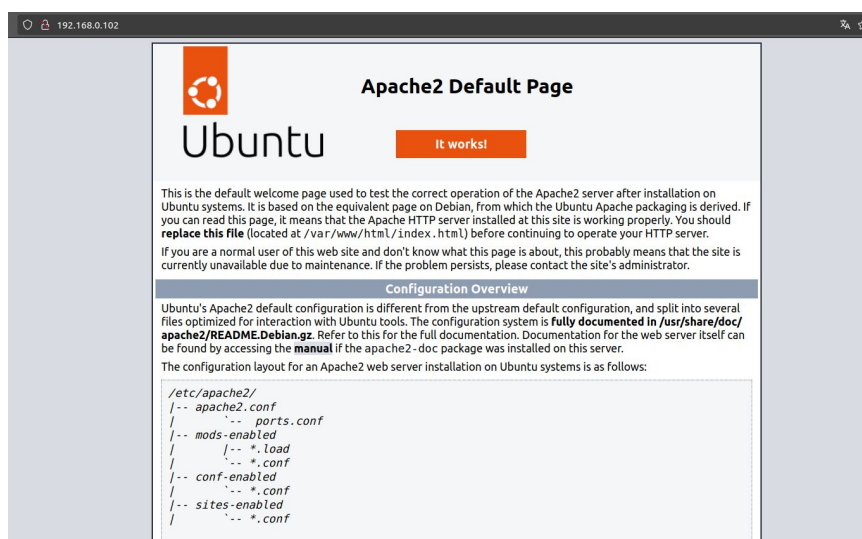 192.168.0.102
Apache2 Default Page
Ubuntu
It works!
This is the default welcome page used to test the correct operation of the Apache2 server after installation on
Ubuntu systems. It is based on the equivalent page on Debian, from which the Ubuntu Apache packaging is derived. If
you can read this page, it means that the Apache HTTP server installed at this site is working properly. You should
replace this file (located at /var/www/html/index.html) before continuing to operate your HTTP server.
If you are a normal user of this web site and don't know what this page is about, this probably means that the site is
currently unavailable due to maintenance. If the problem persists, please contact the site's administrator.
Configuration Overview
Ubuntu's Apache2 default configuration is different from the upstream default configuration, and split into several
files optimized for interaction with Ubuntu tools. The configuration system is fully documented in /usr/share/doc/
apache2/README.Debian.gz. Refer to this for the full documentation. Documentation for the web server itself can
be found by accessing the manual if the apache2-doc package was installed on this server.
The configuration layout for an Apache2 web server installation on Ubuntu systems is as follows:
/etc/apache2/
|-- apache2.conf
|       `--  ports.conf
|-- mods-enabled
|       |-- *.load
|       `-- *.conf
|-- conf-enabled
|       `-- *.conf
|-- sites-enabled
|       `-- *.conf